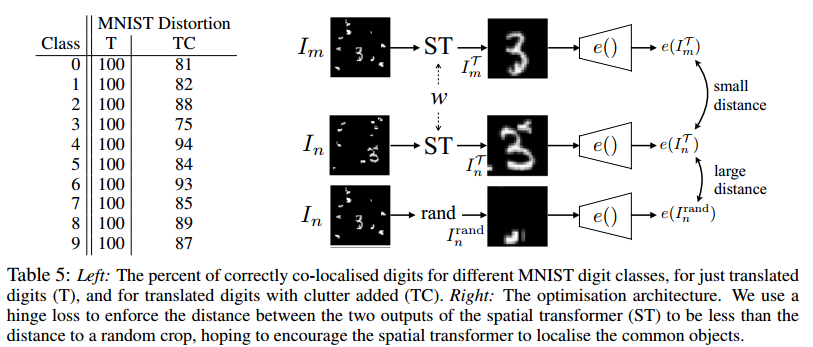 MNIST Distortion
Class T TC
0 100 81
1 100 82
2 100 88
3 100 75
4 100 94
5 100 84
6 100 93
7 100 85
8 100 89
9 100 87
I_m ST I_m^T e() e(I_m^T)
small distance
w
I_n ST I_n^T e() e(I_n^T)
large distance
I_n rand I_n^rand e() e(I_n^rand)
Table 5: Left: The percent of correctly co-localised digits for different MNIST digit classes, for just translated
digits (T), and for translated digits with clutter added (TC). Right: The optimisation architecture. We use a
hinge loss to enforce the distance between the two outputs of the spatial transformer (ST) to be less than the
distance to a random crop, hoping to encourage the spatial transformer to localise the common objects.